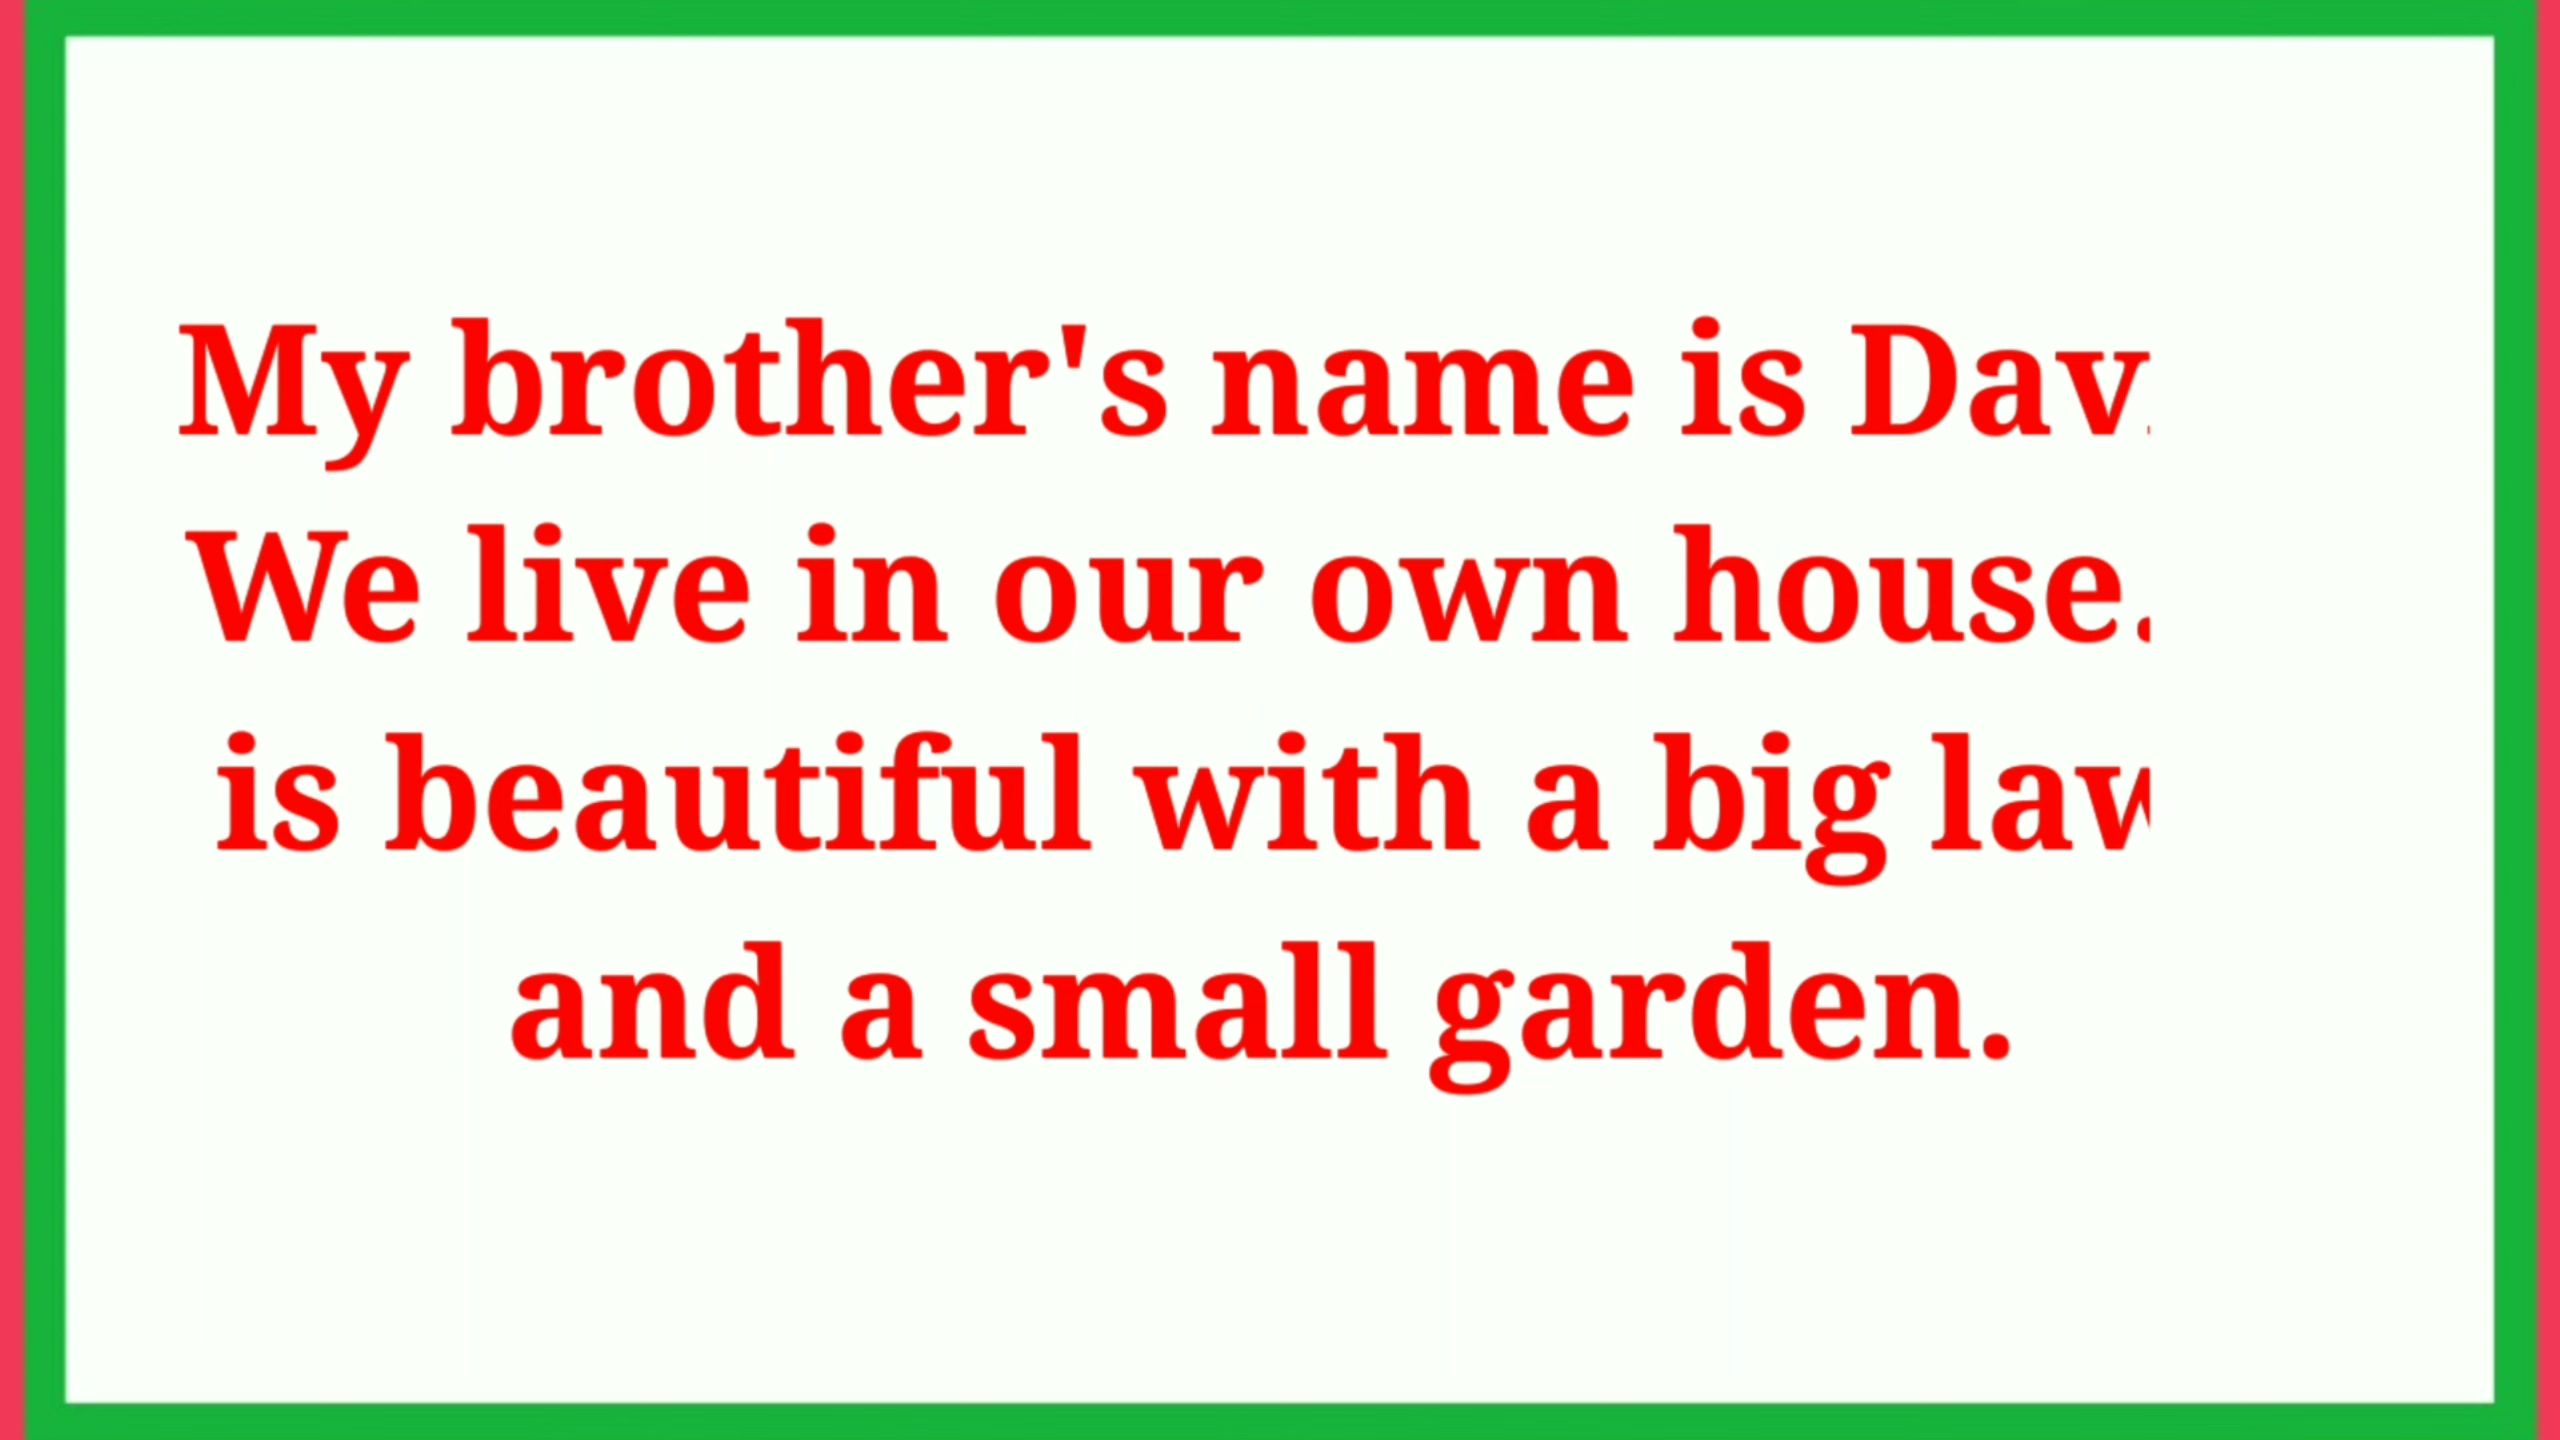 My brother's name is Dav
We live in our own house.
is beautiful with a big law
and a small garden.